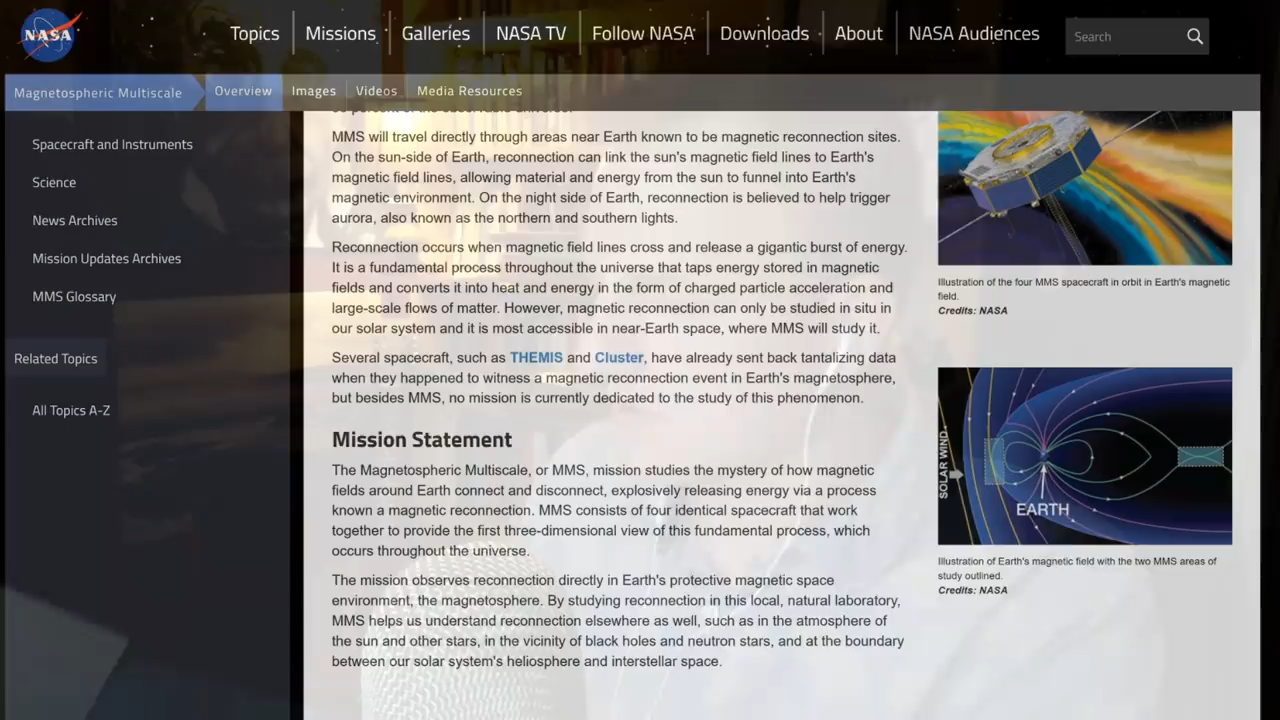 NASA
Topics
Missions
Galleries
NASA TV
Follow NASA
Downloads
About
NASA Audiences
Search
Magnetospheric Multiscale
Overview
Images
Videos
Media Resources
Spacecraft and Instruments
Science
News Archives
Mission Updates Archives
MMS Glossary
Related Topics
All Topics A-Z
MMS will travel directly through areas near Earth known to be magnetic reconnection sites.
On the sun-side of Earth, reconnection can link the sun's magnetic field lines to Earth's
magnetic field lines, allowing material and energy from the sun to funnel into Earth's
magnetic environment. On the night side of Earth, reconnection is believed to help trigger
aurora, also known as the northern and southern lights.
Reconnection occurs when magnetic field lines cross and release a gigantic burst of energy.
It is a fundamental process throughout the universe that taps energy stored in magnetic
fields and converts it into heat and energy in the form of charged particle acceleration and
large-scale flows of matter. However, magnetic reconnection can only be studied in situ in
our solar system and it is most accessible in near-Earth space, where MMS will study it.
Several spacecraft, such as THEMIS and Cluster, have already sent back tantalizing data
when they happened to witness a magnetic reconnection event in Earth's magnetosphere,
but besides MMS, no mission is currently dedicated to the study of this phenomenon.
Mission Statement
The Magnetospheric Multiscale, or MMS, mission studies the mystery of how magnetic
fields around Earth connect and disconnect, explosively releasing energy via a process
known a magnetic reconnection. MMS consists of four identical spacecraft that work
together to provide the first three-dimensional view of this fundamental process, which
occurs throughout the universe.
The mission observes reconnection directly in Earth's protective magnetic space
environment, the magnetosphere. By studying reconnection in this local, natural laboratory,
MMS helps us understand reconnection elsewhere as well, such as in the atmosphere of
the sun and other stars, in the vicinity of black holes and neutron stars, and at the boundary
between our solar system's heliosphere and interstellar space.
Illustration of the four MMS spacecraft in orbit in Earth's magnetic
field.
Credits: NASA
SOLAR WIND
EARTH
Illustration of Earth's magnetic field with the two MMS areas of
study outlined.
Credits: NASA